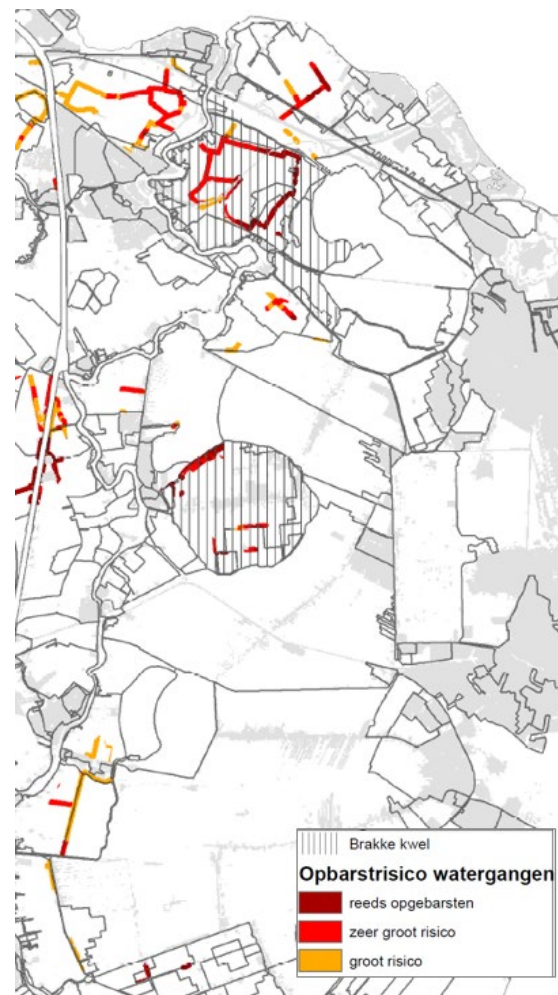 Brakke kwel
Opbarstrisico watergangen
reeds opgebarsten
zeer groot risico
groot risico